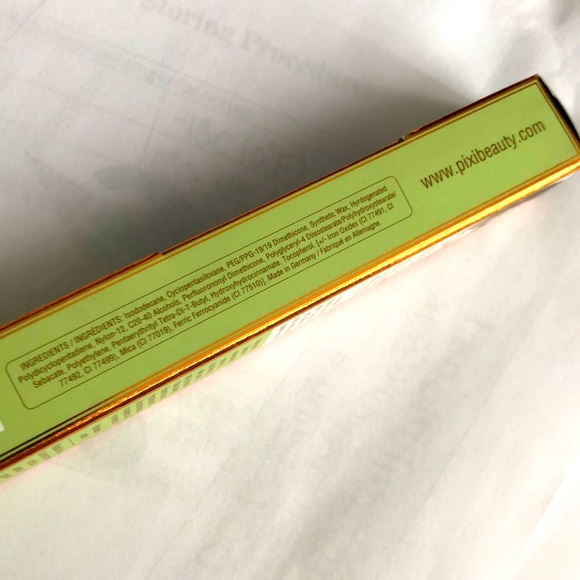 www.pixibeauty.com
INGREDIENTS / INGRÉDIENTS: Isododecane, Cyclopentasiloxane, PEG/PPG-19/19 Dimethicone, Synthetic Wax, Hyrdogenated
Polydicyclopentadiene, Nylon-12, C20-40 Alcohols, Perfluorononyl Dimethicone, Polyglyceryl-4 Diisostearate/Polyhydroxystearate/
Sebacate, Polyethylene, Pentaerythrityl Tetra-Di-T-Butyl, Hydroxyhydrocinnamate, Tocopherol, [+/- Iron Oxides (CI 77491, CI
77492, CI 77499), Mica (CI 77019), Ferric Ferrocyanide (CI 77510)]. Made in Germany / Fabriqué en Allemagne.